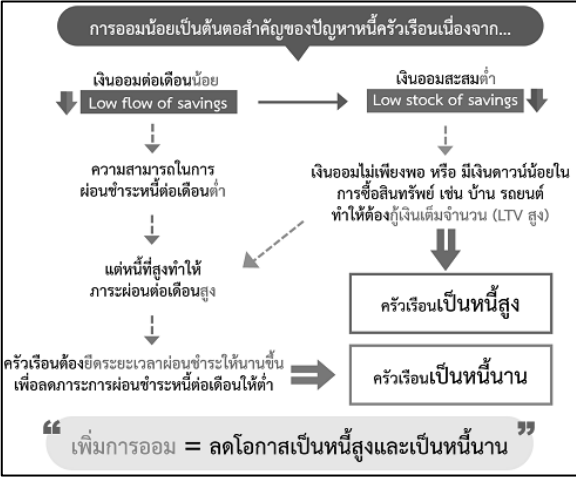 การออมน้อยเป็นต้นตอสำคัญของปัญหาหนี้ครัวเรือนเนื่องจาก...
เงินออมต่อเดือนน้อย
Low flow of savings
เงินออมสะสมต่ำ
Low stock of savings
ความสามารถในการ
ผ่อนชำระหนี้ต่อเดือนต่ำ
เงินออมไม่เพียงพอ หรือ มีเงินดาวน์น้อยใน
การซื้อสินทรัพย์ เช่น บ้าน รถยนต์
ทำให้ต้องกู้เงินเต็มจำนวน (LTV สูง)
แต่หนี้ที่สูงทำให้
ภาระผ่อนต่อเดือนสูง
ครัวเรือนเป็นหนี้สูง
ครัวเรือนต้องยืดระยะเวลาผ่อนชำระให้นานขึ้น
เพื่อลดภาระการผ่อนชำระหนี้ต่อเดือนให้ต่ำ
ครัวเรือนเป็นหนี้นาน
“เพิ่มการออม = ลดโอกาสเป็นหนี้สูงและเป็นหนี้นาน”